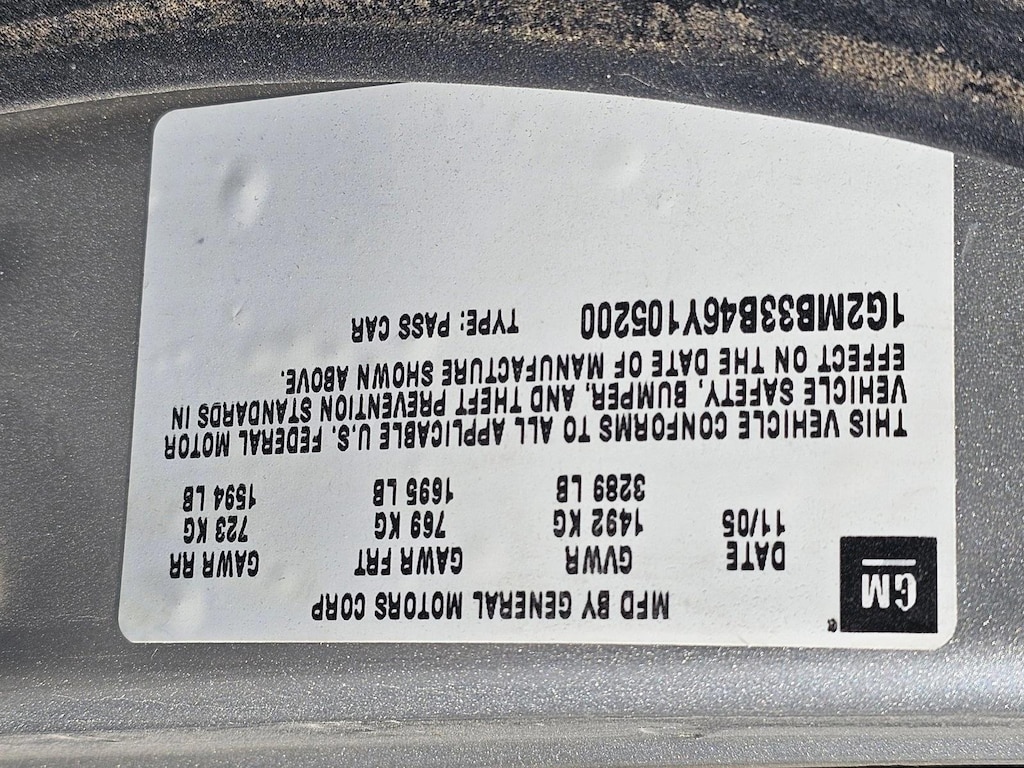 GM
®
MFD BY GENERAL MOTORS CORP
DATE GVWR GAWR FRT GAWR RR
11/05 1492 KG 769 KG 723 KG
3289 LB 1695 LB 1594 LB
THIS VEHICLE CONFORMS TO ALL APPLICABLE U.S. FEDERAL MOTOR
VEHICLE SAFETY, BUMPER, AND THEFT PREVENTION STANDARDS IN
EFFECT ON THE DATE OF MANUFACTURE SHOWN ABOVE.
1G2MB33B46Y105200 TYPE: PASS CAR